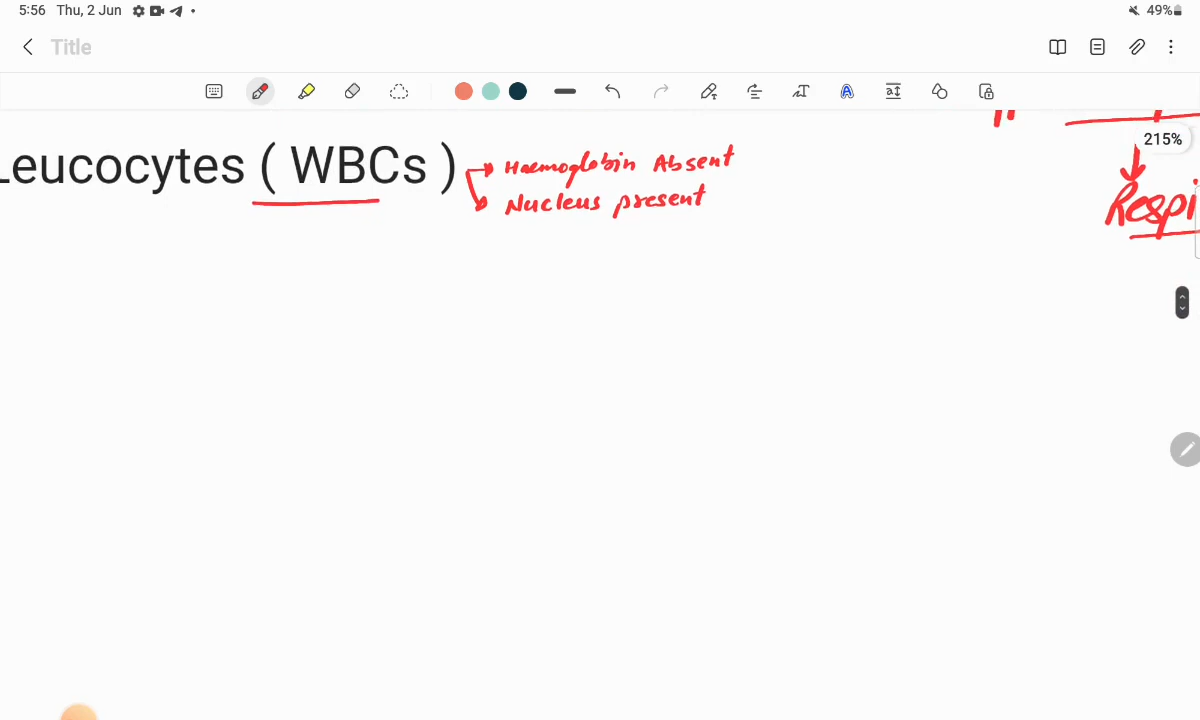 5:56 Thu, 2 Jun 49%
Title
215%
Leucocytes ( WBCs ) Haemoglobin Absent
Nucleus present
Respi